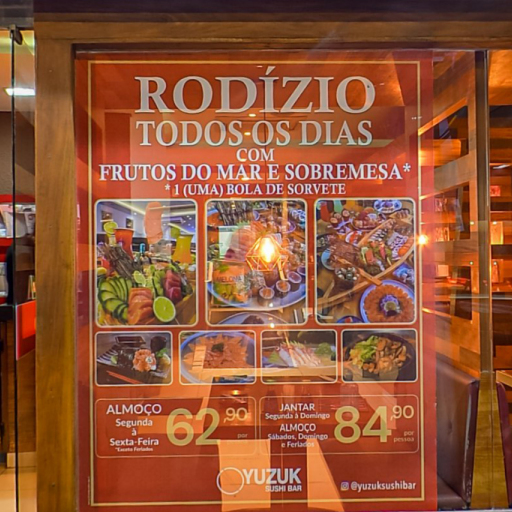 RODÍZIO
TODOS OS DIAS
COM
FRUTOS DO MAR E SOBREMESA*
*1 (UMA) BOLA DE SORVETE
ALMOÇO
Segunda
à
Sexta-Feira
*Exceto Feriados
62,90
por
JANTAR
Segunda à Domingo
ALMOÇO
Sábados, Domingo
e Feriados
84,90
por
pessoa
YUZUK
SUSHI BAR
@yuzuksushibar